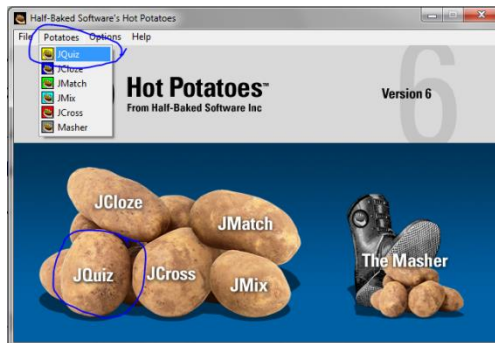 Half-Baked Software's Hot Potatoes
File Potatoes Options Help
JQuiz
JCloze
JMatch
JMix
JCross
Masher
Hot Potatoes™
From Half-Baked Software Inc
Version 6
6
JCloze
JMatch
JQuiz
JCross
JMix
The Masher